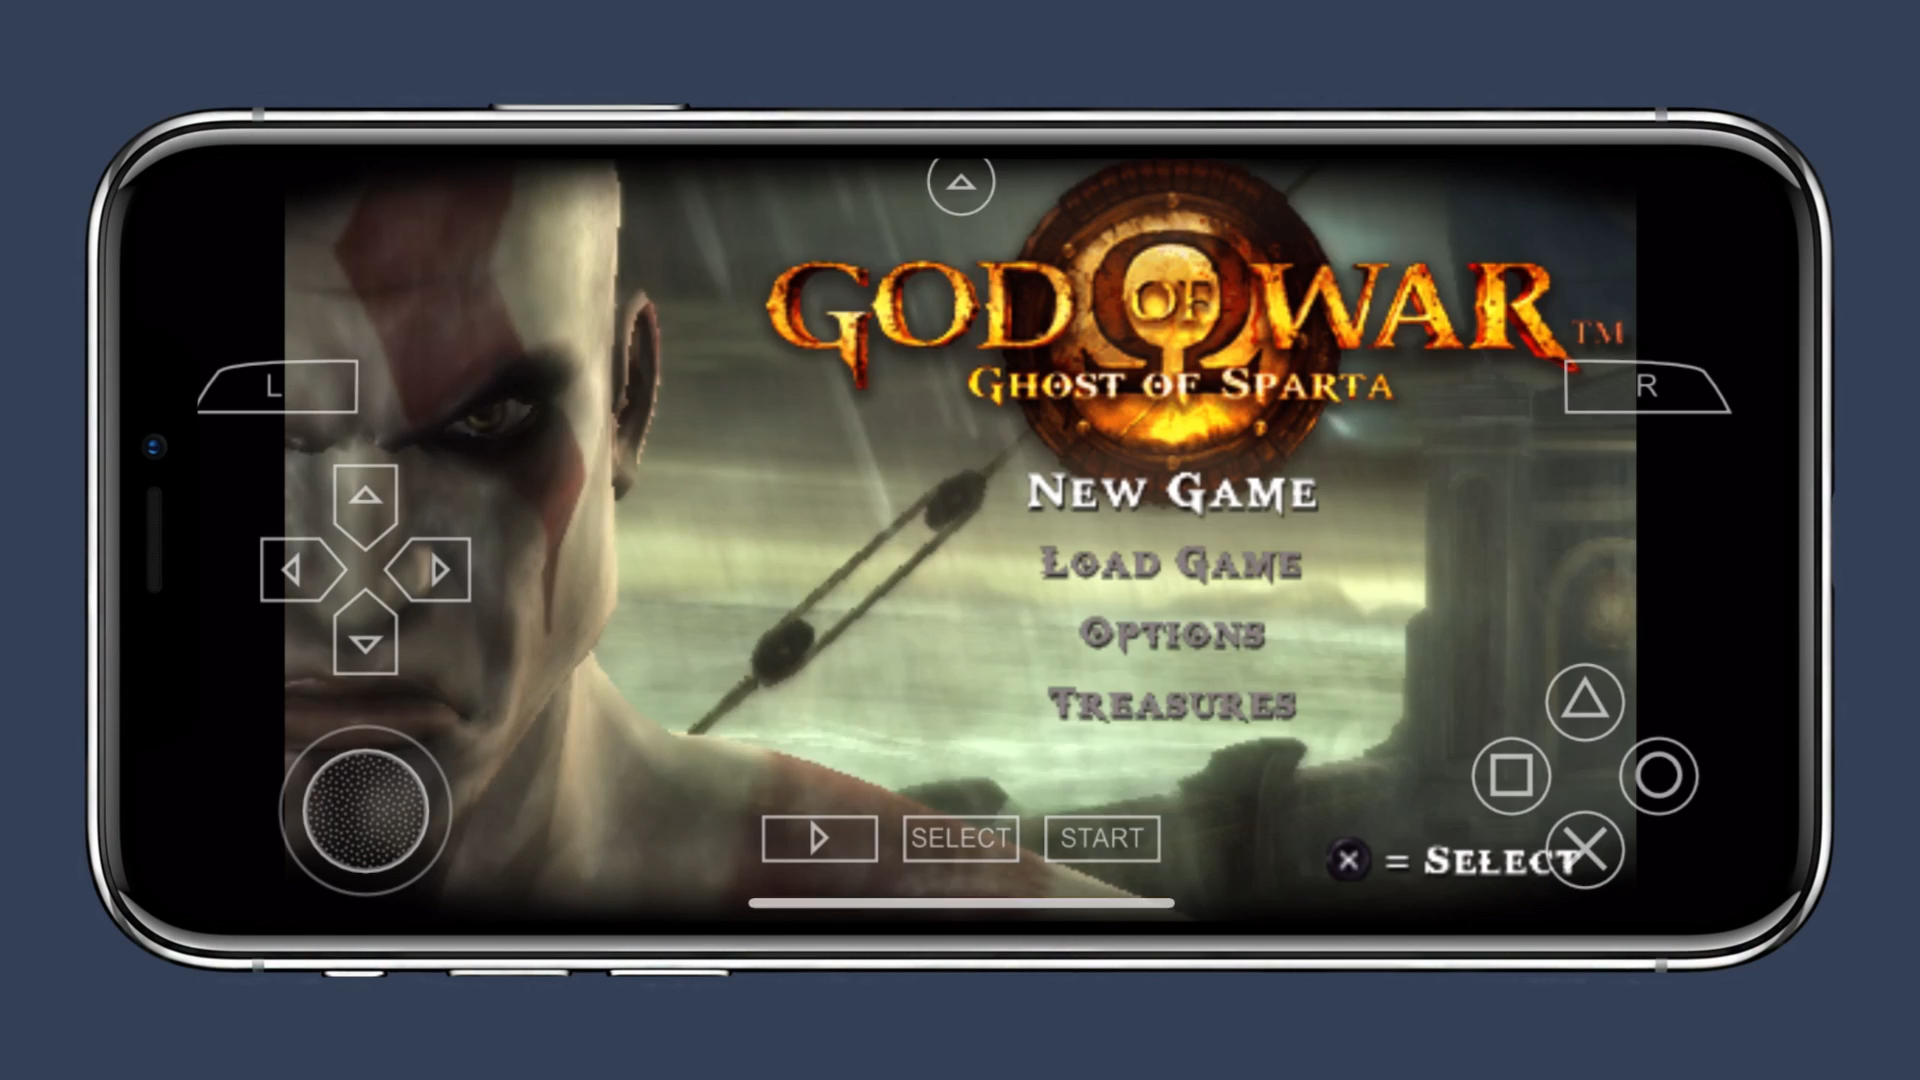 GOD OF WAR TM
GHOST OF SPARTA
L
R
NEW GAME
LOAD GAME
OPTIONS
TREASURES
SELECT
START
= SELECT